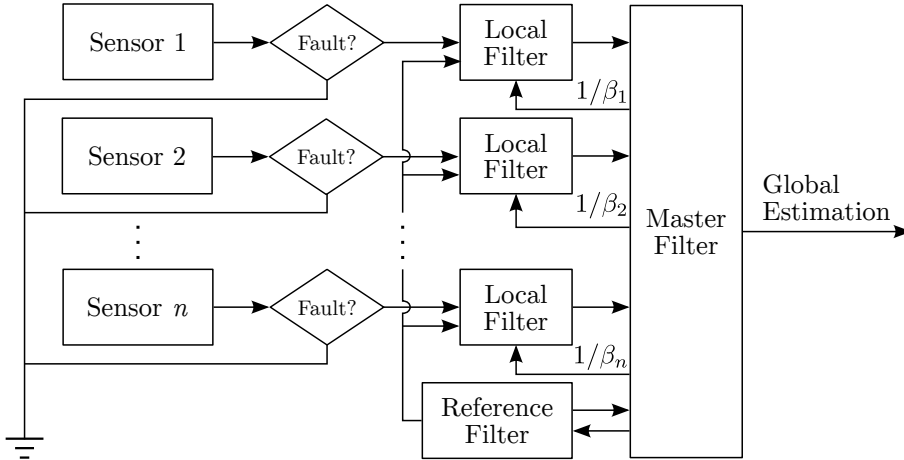 Sensor 1
Fault?
Local
Filter
1/β₁
Sensor 2
Fault?
Local
Filter
1/β₂
Master
Filter
Global
Estimation
Sensor n
Fault?
Local
Filter
1/βₙ
Reference
Filter